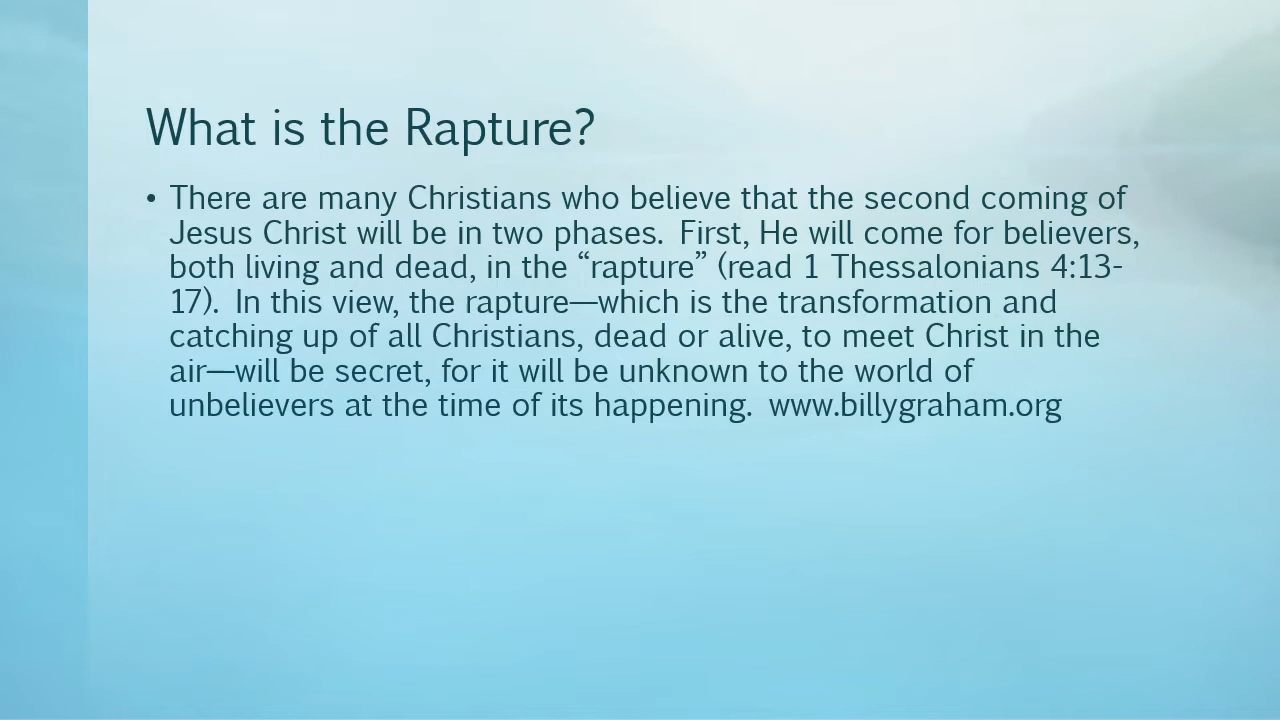 What is the Rapture?
• There are many Christians who believe that the second coming of
Jesus Christ will be in two phases.  First, He will come for believers,
both living and dead, in the “rapture” (read 1 Thessalonians 4:13-
17).  In this view, the rapture—which is the transformation and
catching up of all Christians, dead or alive, to meet Christ in the
air—will be secret, for it will be unknown to the world of
unbelievers at the time of its happening.  www.billygraham.org